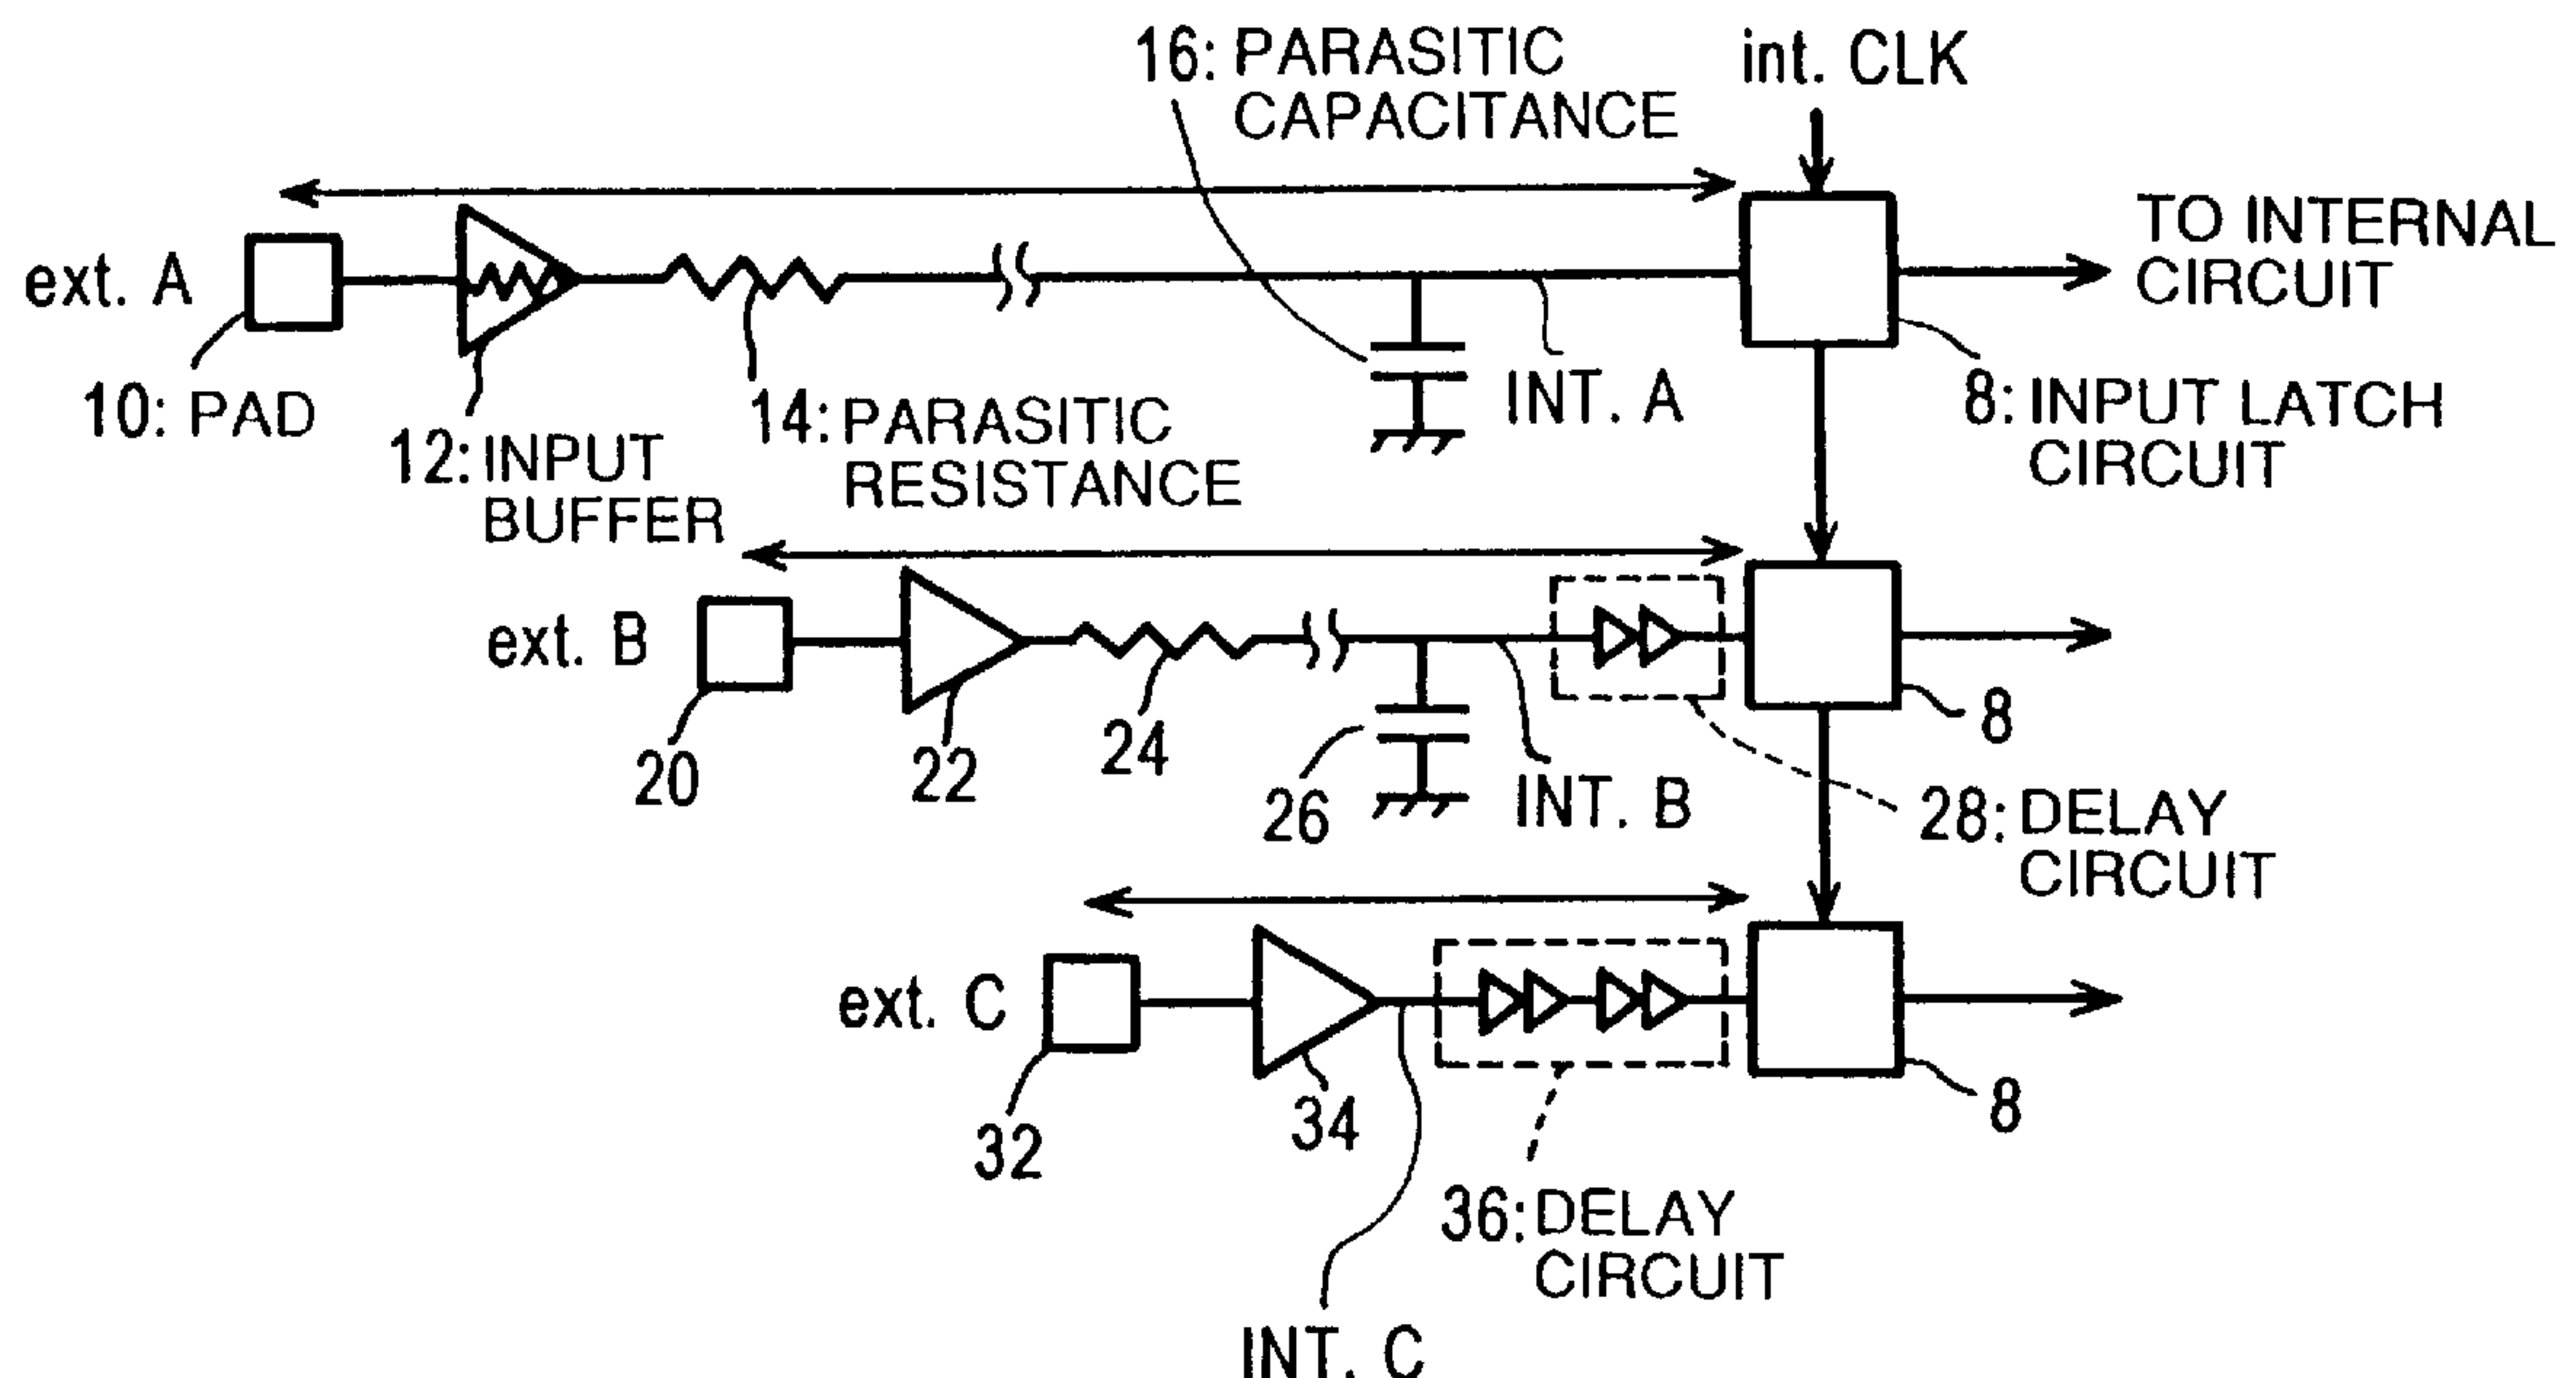 16: PARASITIC
CAPACITANCE
int. CLK
ext. A
TO INTERNAL
CIRCUIT
10: PAD
12: INPUT
BUFFER
14: PARASITIC
RESISTANCE
INT. A
8: INPUT LATCH
CIRCUIT
ext. B
20
22
24
26
INT. B
8
28: DELAY
CIRCUIT
ext. C
32
34
8
36: DELAY
CIRCUIT
INT. C